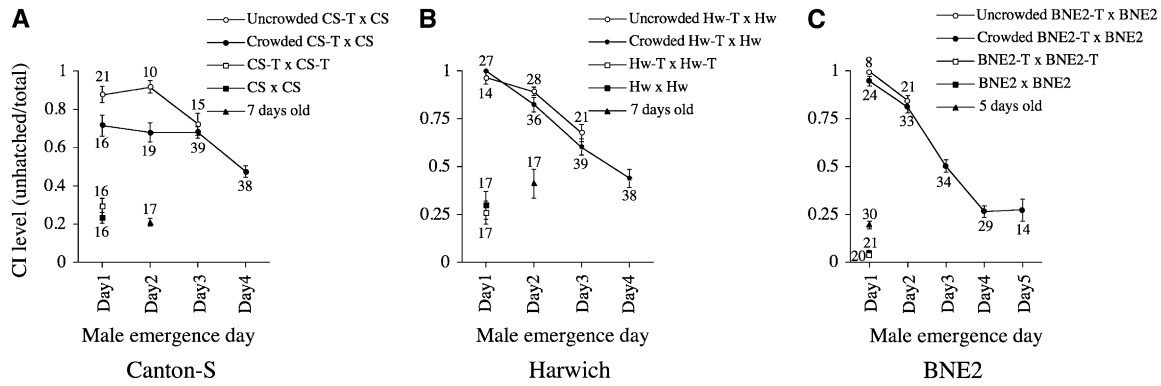 A
Uncrowded CS-T x CS
Crowded CS-T x CS
CS-T x CS-T
CS x CS
7 days old
CI level (unhatched/total)
1
0.8
0.6
0.4
0.2
0
21
10
15
16
19
39
38
16
16
17
Day1
Day2
Day3
Day4
Male emergence day
Canton-S
B
Uncrowded Hw-T x Hw
Crowded Hw-T x Hw
Hw-T x Hw-T
Hw x Hw
7 days old
1
0.75
0.5
0.25
0
27
14
28
36
21
39
38
17
17
17
Day1
Day2
Day3
Day4
Male emergence day
Harwich
C
Uncrowded BNE2-T x BNE2
Crowded BNE2-T x BNE2
BNE2-T x BNE2-T
BNE2 x BNE2
5 days old
1
0.75
0.5
0.25
0
8
24
21
33
34
29
14
30
21
20
Day1
Day2
Day3
Day4
Day5
Male emergence day
BNE2